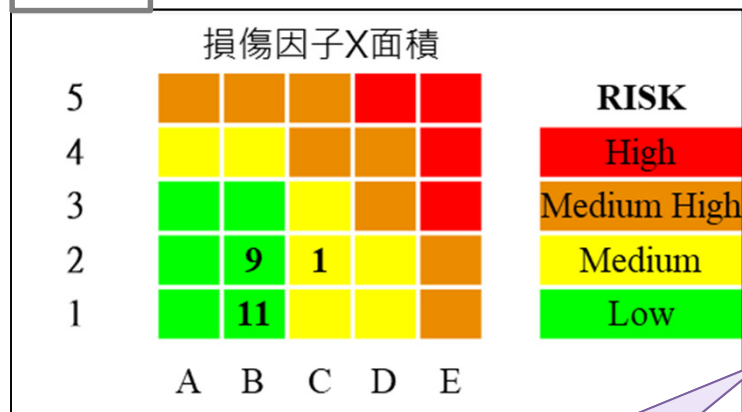 損傷因子X面積
5 RISK
4 High
3 Medium High
2 9 1 Medium
1 11 Low
A B C D E